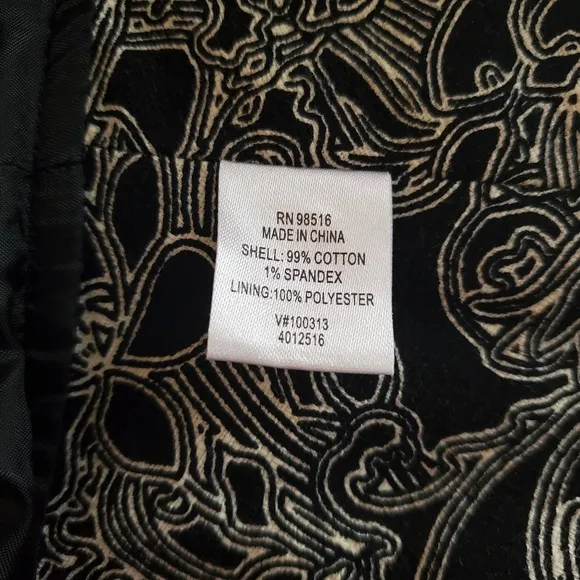 RN 98516
MADE IN CHINA
SHELL: 99% COTTON
1% SPANDEX
LINING:100% POLYESTER
V#100313
4012516